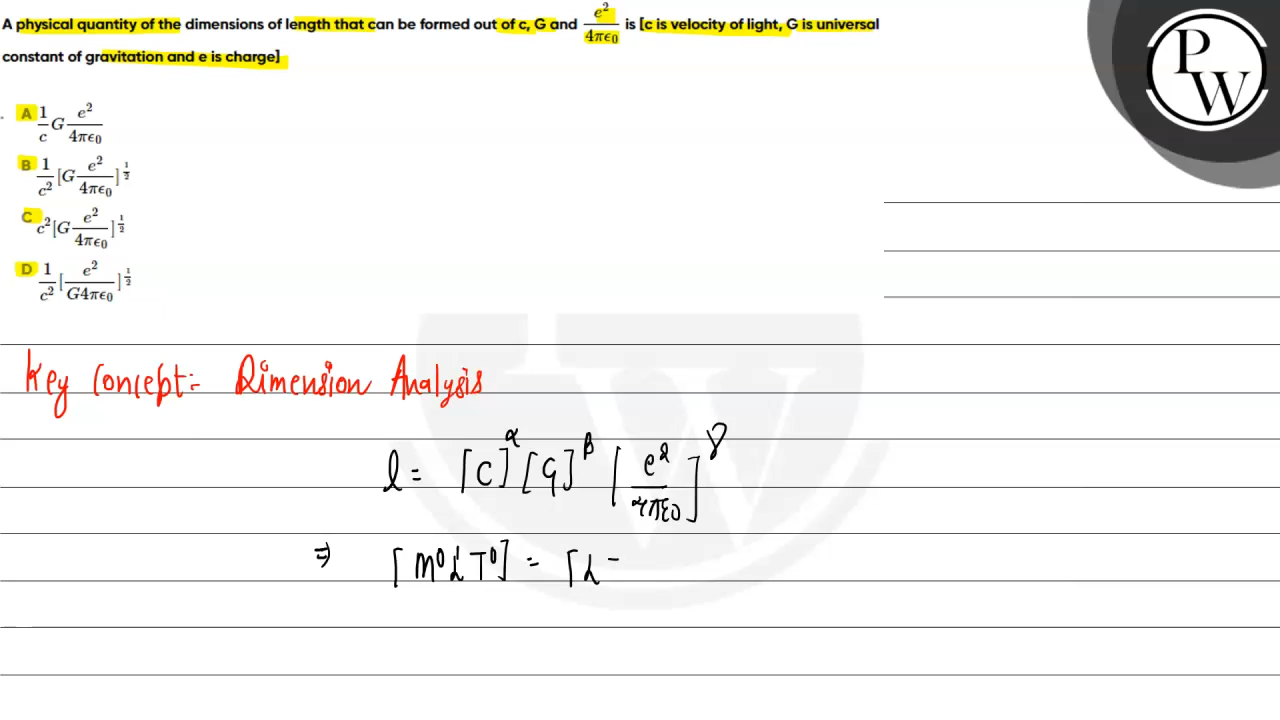 A physical quantity of the dimensions of length that can be formed out of c, G and e²/4πϵ₀ is [c is velocity of light, G is universal
constant of gravitation and e is charge]
A 1/c G e²/4πϵ₀
B 1/c² [G e²/4πϵ₀]^1/2
C c² [G e²/4πϵ₀]^1/2
D 1/c² [e²/G4πϵ₀]^1/2
Key Concept:- Dimension Analysis
l = [C]^α [G]^β [e²/4πε₀]^γ
⇒ [M⁰L¹T⁰] = [L -
P
W